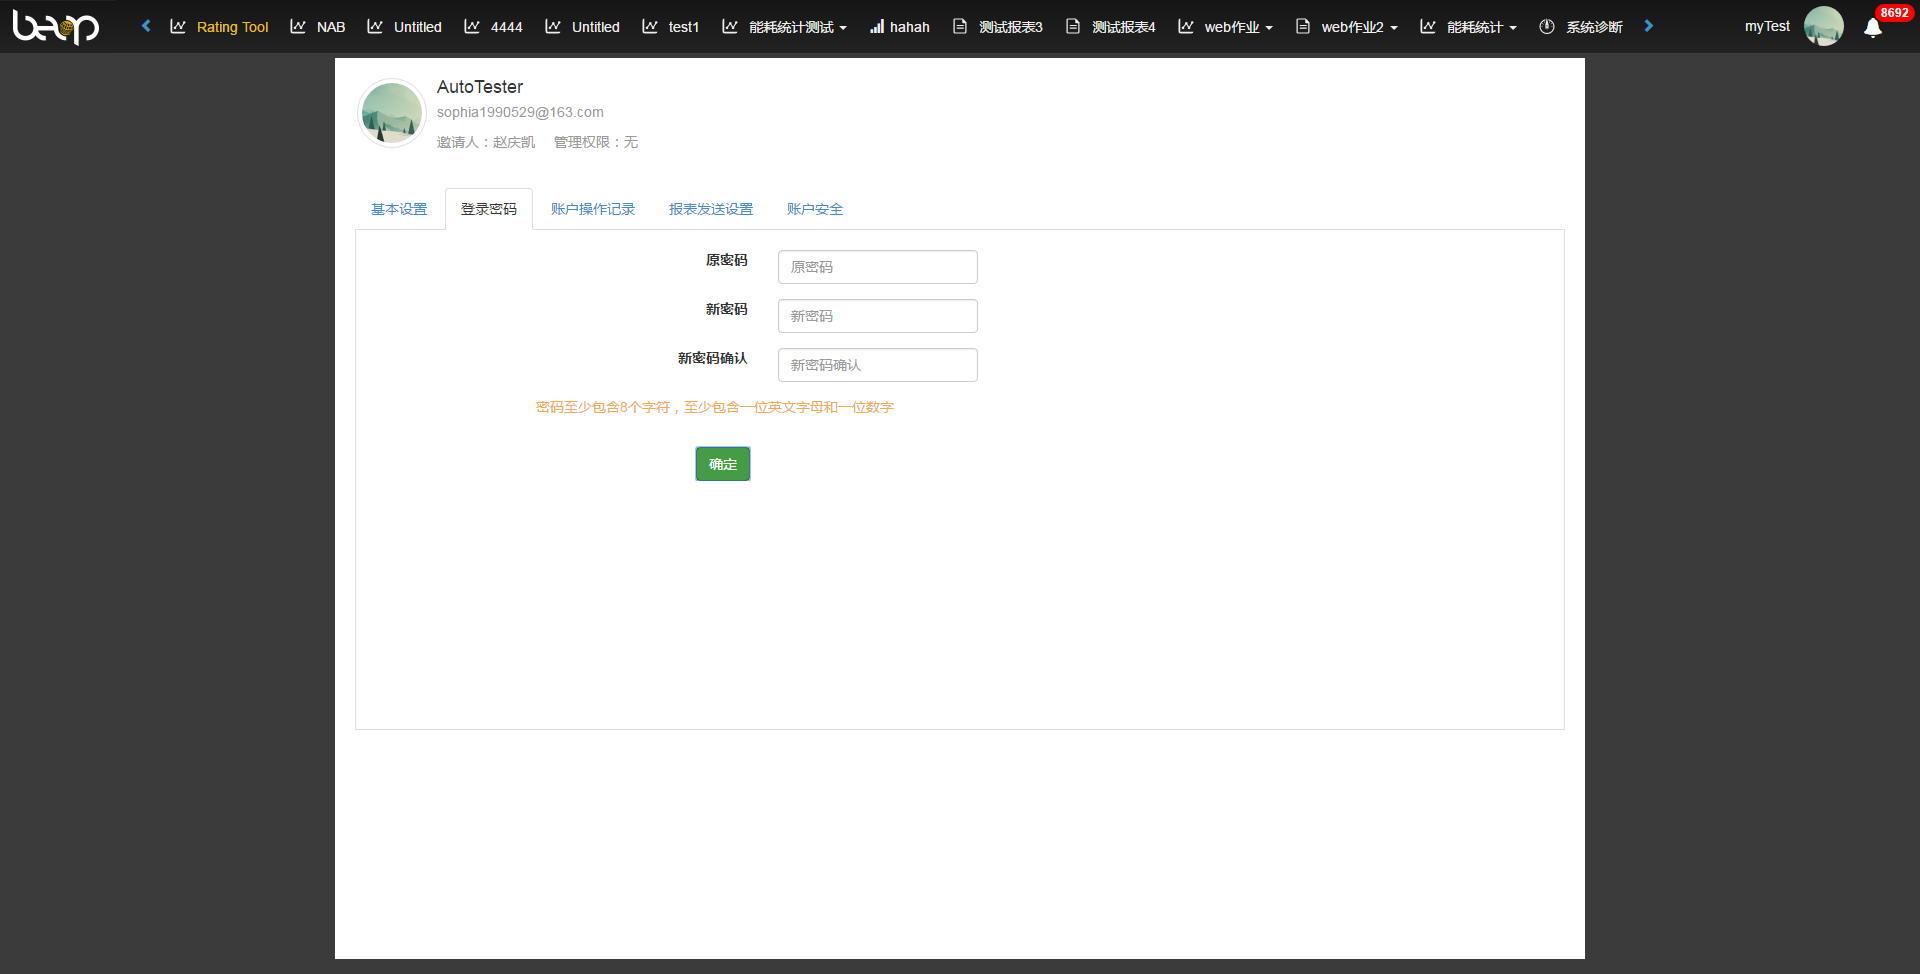 beop Rating Tool NAB Untitled 4444 Untitled test1 能耗统计测试 hahah 测试报表3 测试报表4 web作业 web作业2 能耗统计 系统诊断 myTest 8692
AutoTester
sophia1990529@163.com
邀请人：赵庆凯 管理权限：无
基本设置 登录密码 账户操作记录 报表发送设置 账户安全
原密码 原密码
新密码 新密码
新密码确认 新密码确认
密码至少包含8个字符，至少包含一位英文字母和一位数字
确定